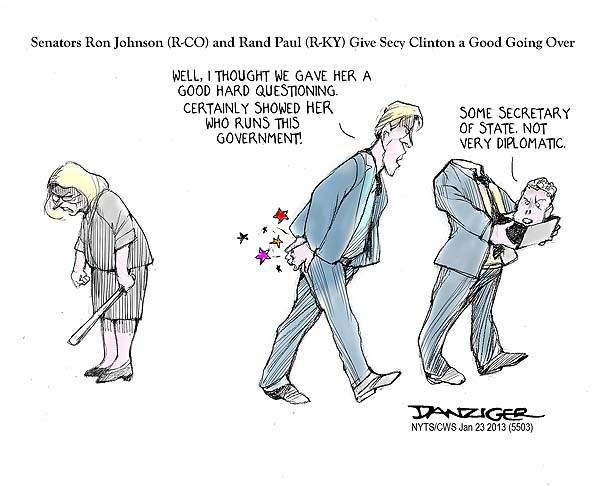 Senators Ron Johnson (R-CO) and Rand Paul (R-KY) Give Secy Clinton a Good Going Over
WELL, I THOUGHT WE GAVE HER A
GOOD HARD QUESTIONING.
CERTAINLY SHOWED HER
WHO RUNS THIS
GOVERNMENT!
SOME SECRETARY
OF STATE. NOT
VERY DIPLOMATIC.
DANZIGER
NYTS/CWS Jan 23 2013 (5503)